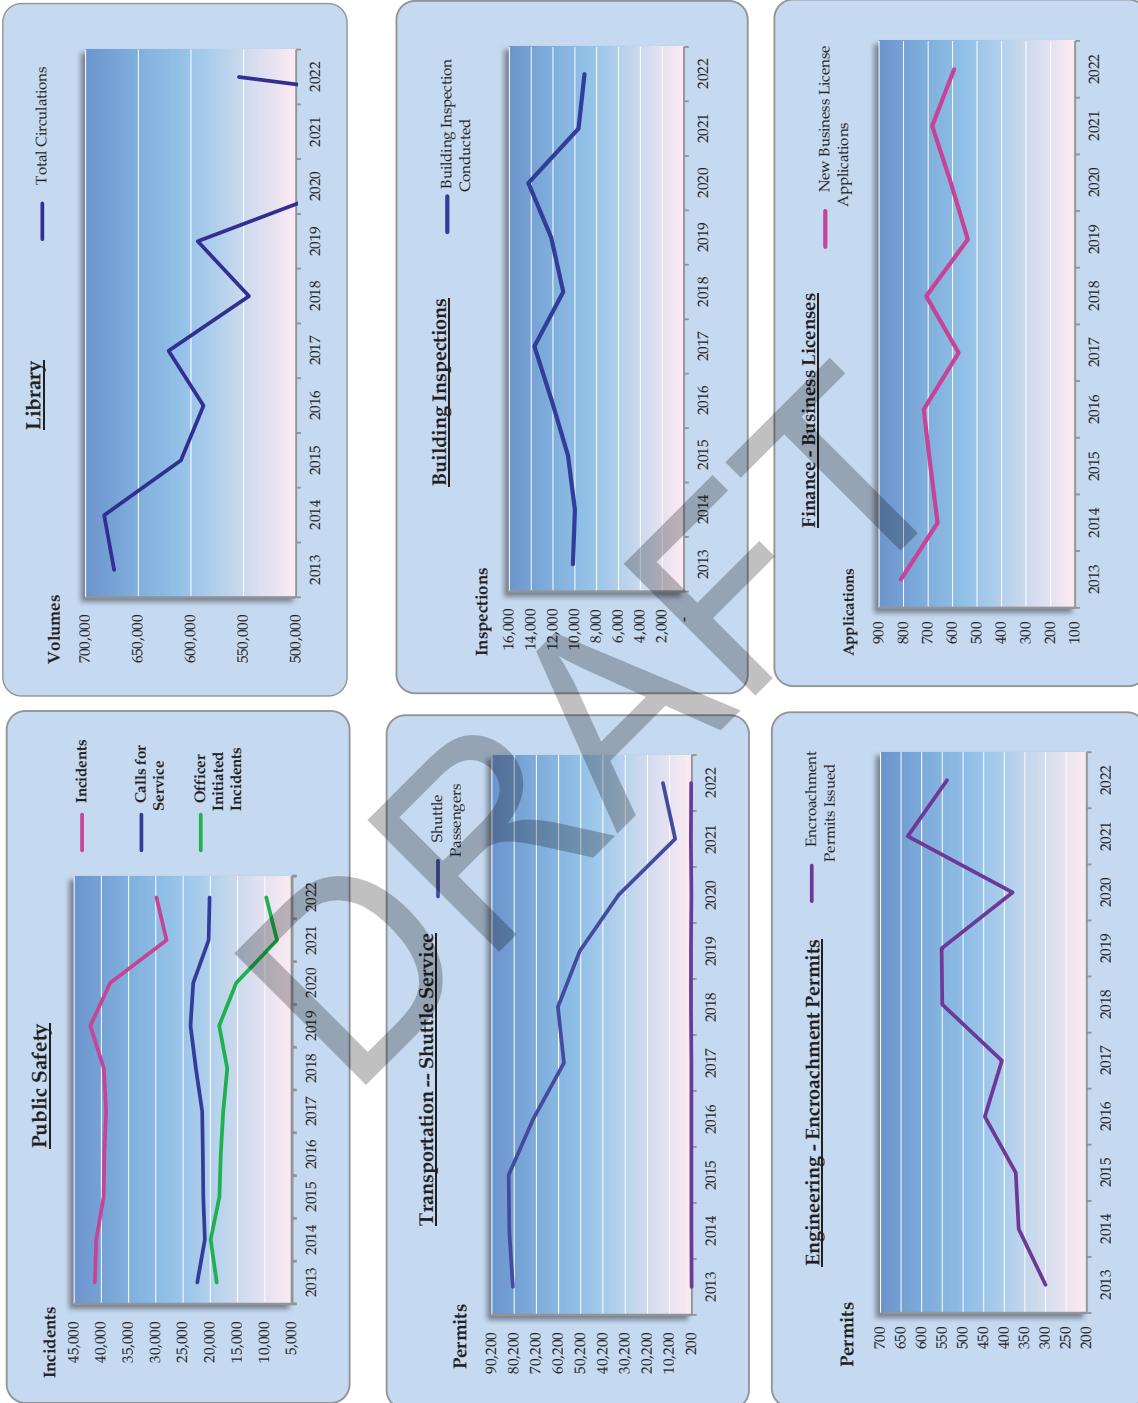 Public Safety
Incidents
45,000
40,000
35,000
30,000
25,000
20,000
15,000
10,000
5,000
2013 2014 2015 2016 2017 2018 2019 2020 2021 2022
Incidents
Calls for
Service
Officer
Initiated
Incidents
Library
Volumes
700,000
650,000
600,000
550,000
500,000
2013 2014 2015 2016 2017 2018 2019 2020 2021 2022
Total Circulations
Transportation -- Shuttle Service
Permits
90,200
80,200
70,200
60,200
50,200
40,200
30,200
20,200
10,200
200
2013 2014 2015 2016 2017 2018 2019 2020 2021 2022
Shuttle
Passengers
Building Inspections
Inspections
16,000
14,000
12,000
10,000
8,000
6,000
4,000
2,000
-
2013 2014 2015 2016 2017 2018 2019 2020 2021 2022
Building Inspection
Conducted
Engineering - Encroachment Permits
Permits
700
650
600
550
500
450
400
350
300
250
200
2013 2014 2015 2016 2017 2018 2019 2020 2021 2022
Encroachment
Permits Issued
Finance - Business Licenses
Applications
900
800
700
600
500
400
300
200
100
2013 2014 2015 2016 2017 2018 2019 2020 2021 2022
New Business License
Applications
DRAFT